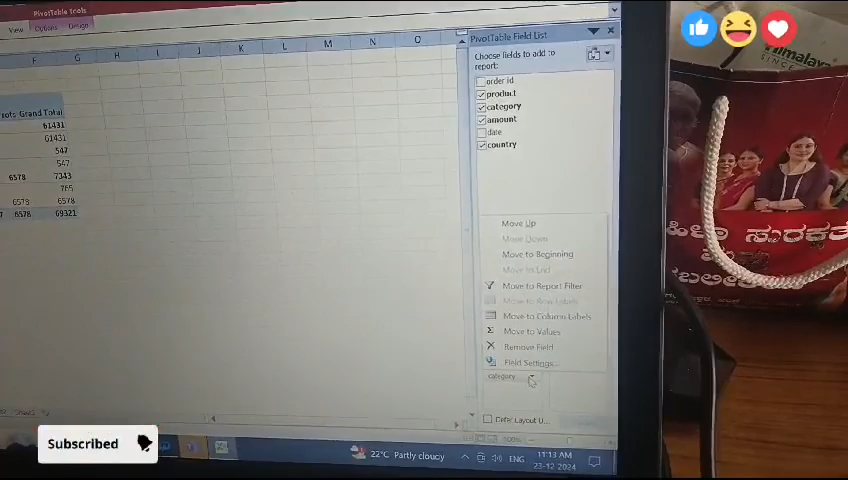 PivotTable Tools
View Options Design
F G H I J K L M N O
Grand Total
61431
61431
547
547
6578 7343
765
6578 6578
6578 69321
PivotTable Field List
Choose fields to add to
report:
order id
product
category
amount
date
country
Move Up
Move Down
Move to Beginning
Move to End
Move to Report Filter
Move to Row Labels
Move to Column Labels
Move to Values
Remove Field
Field Settings...
category
Defer Layout U...
100%
22°C Partly cloudy
ENG
11:13 AM
23-12-2024
Subscribed
Himalaya
SINCE